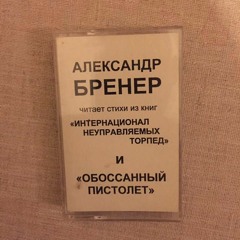 АЛЕКСАНДР
БРЕНЕР
читает стихи из книг
«ИНТЕРНАЦИОНАЛ
НЕУПРАВЛЯЕМЫХ
ТОРПЕД»
И
«ОБОССАННЫЙ
ПИСТОЛЕТ»